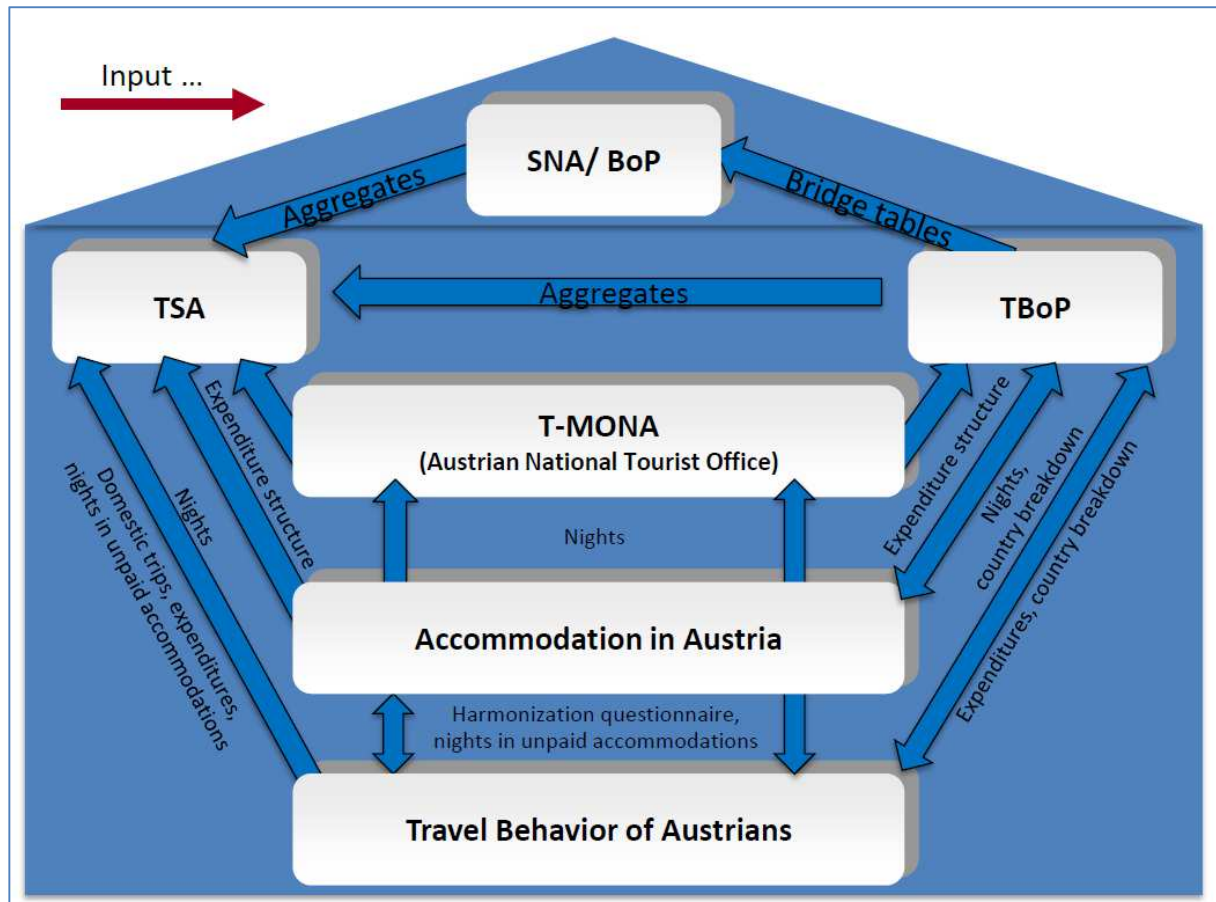 Input ...
SNA/ BoP
Aggregates
Bridge tables
TSA
Aggregates
TBoP
Expenditure structure
T-MONA
(Austrian National Tourist Office)
Expenditure structure
Nights
Domestic trips, expenditures,
nights in unpaid accommodations
Nights
Nights,
country breakdown
Expenditures, country breakdown
Accommodation in Austria
Harmonization questionnaire,
nights in unpaid accommodations
Travel Behavior of Austrians